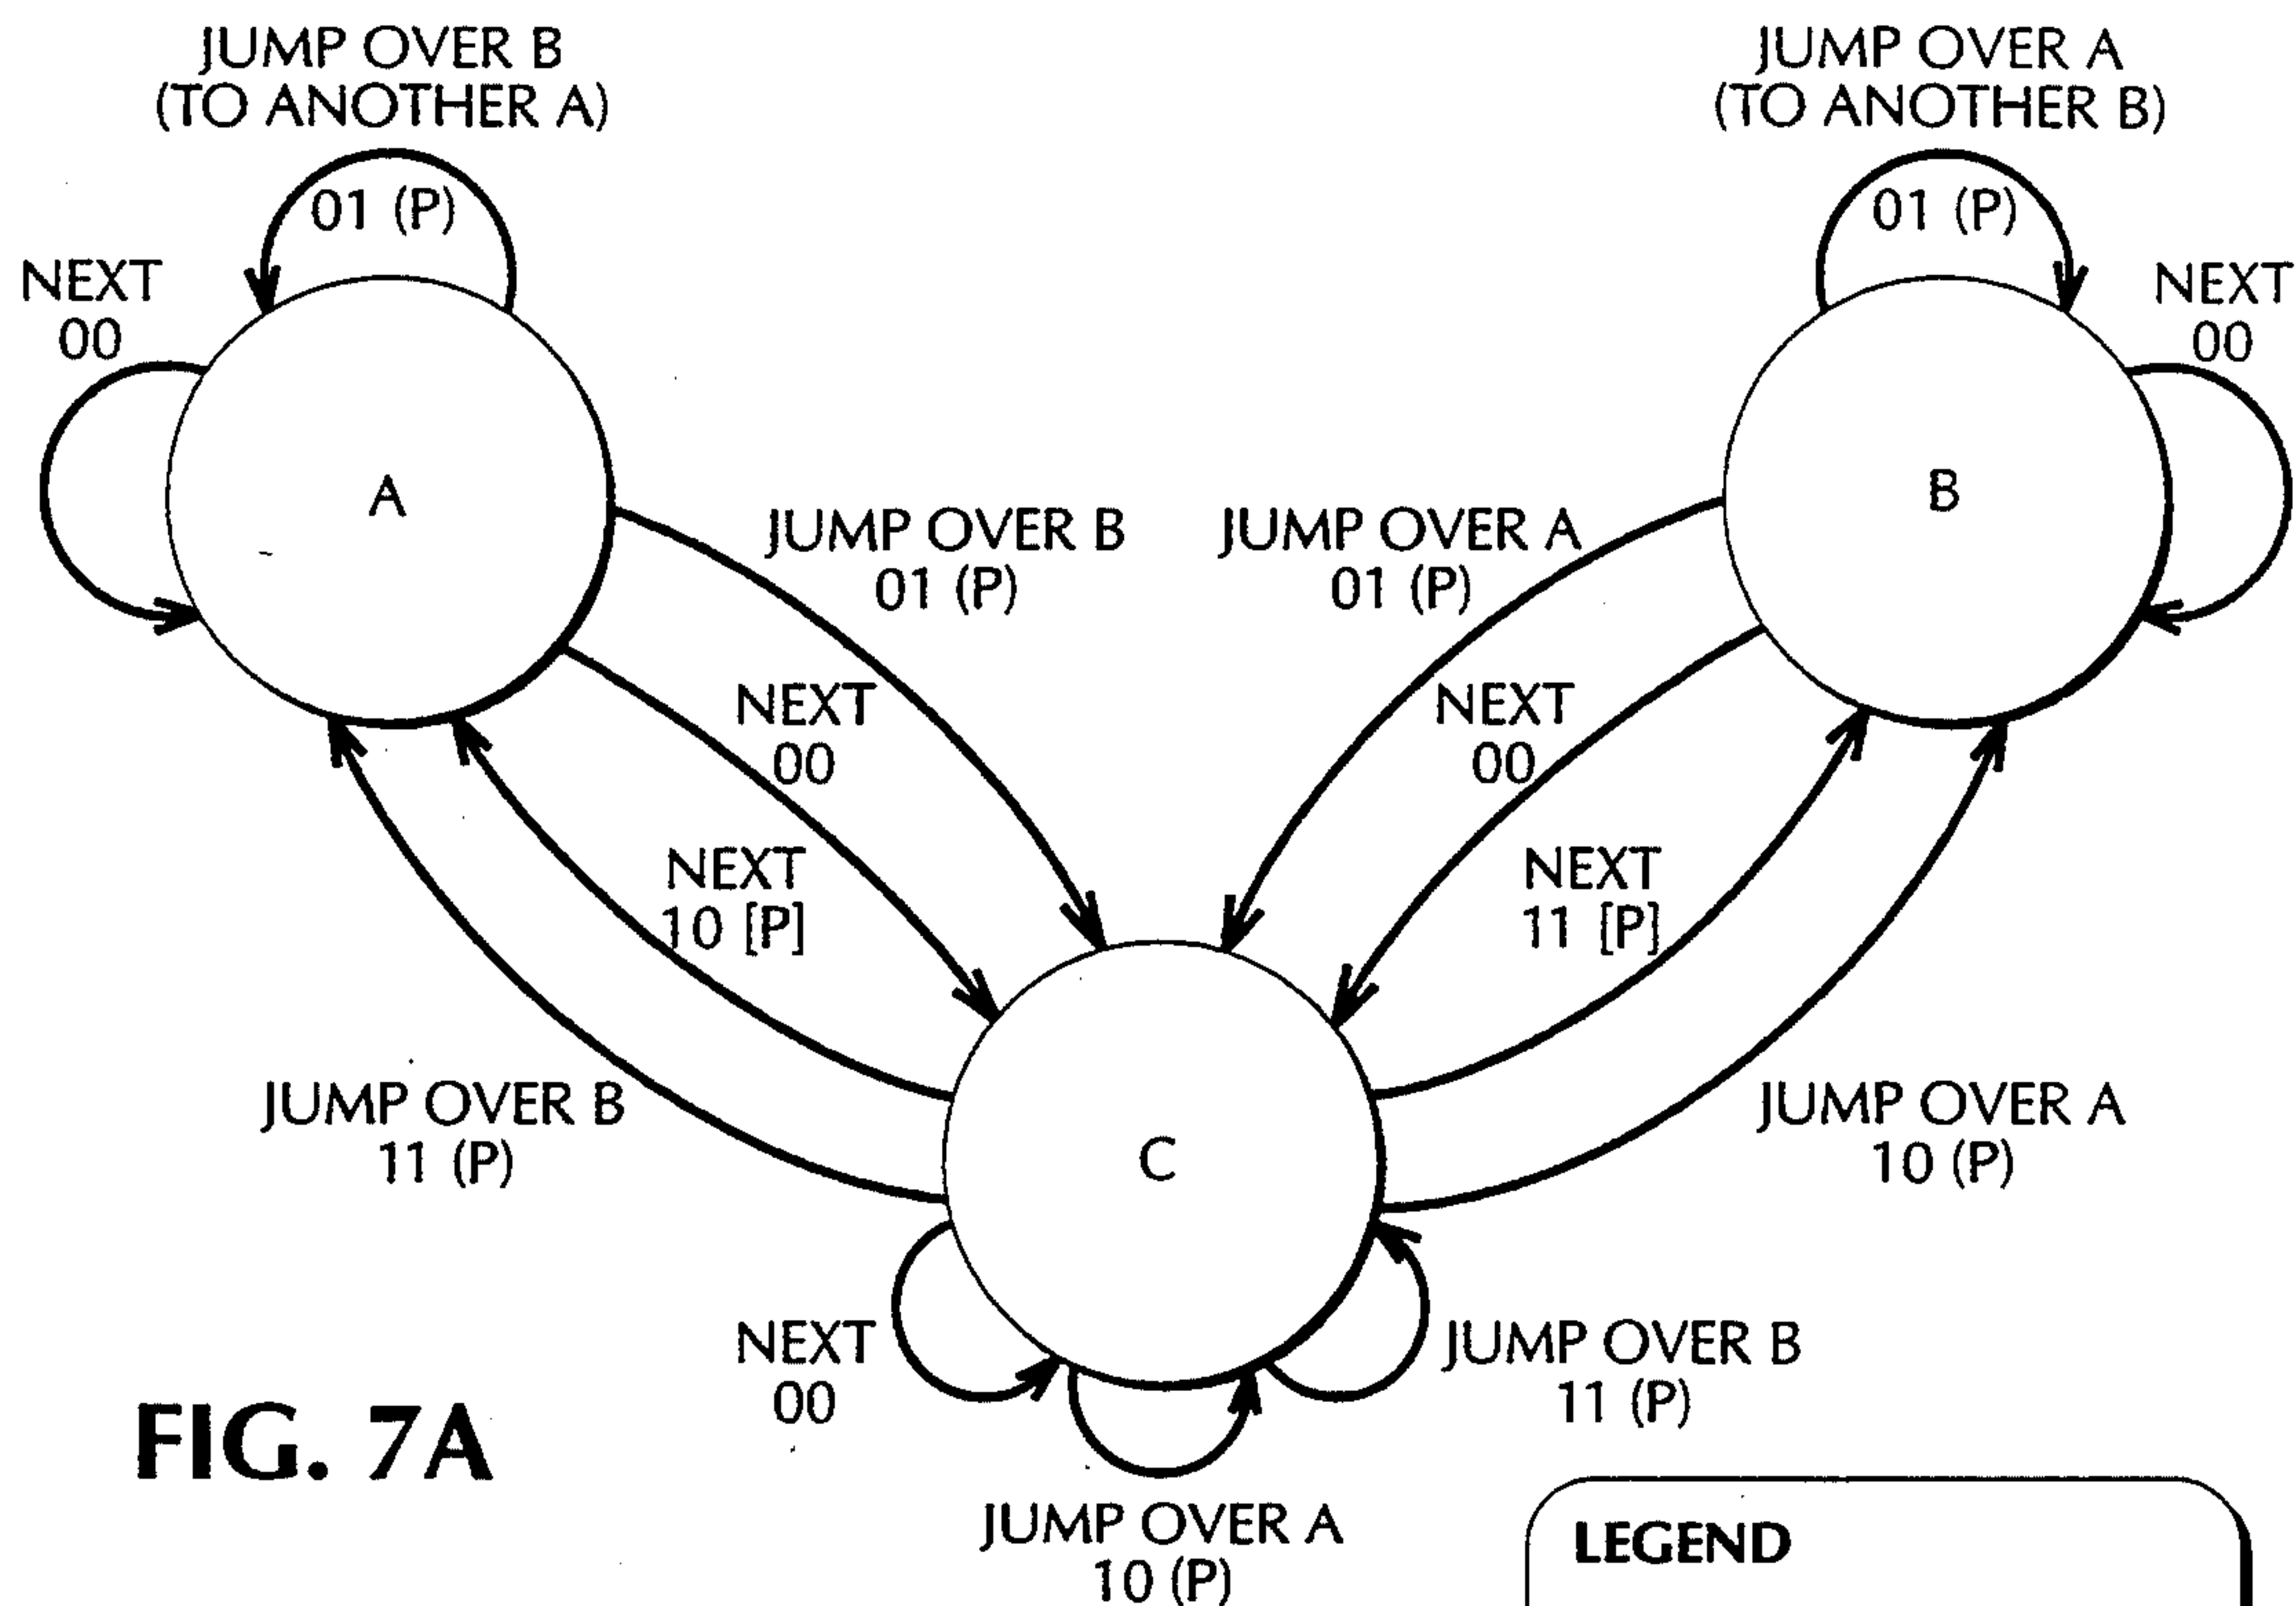 JUMP OVER B
(TO ANOTHER A)
01 (P)
NEXT
00
A
JUMP OVER A
(TO ANOTHER B)
01 (P)
NEXT
00
B
JUMP OVER B
01 (P)
JUMP OVER A
01 (P)
NEXT
00
NEXT
00
NEXT
10 [P]
NEXT
11 [P]
JUMP OVER B
11 (P)
C
JUMP OVER A
10 (P)
NEXT
00
JUMP OVER B
11 (P)
JUMP OVER A
10 (P)
FIG. 7A
LEGEND